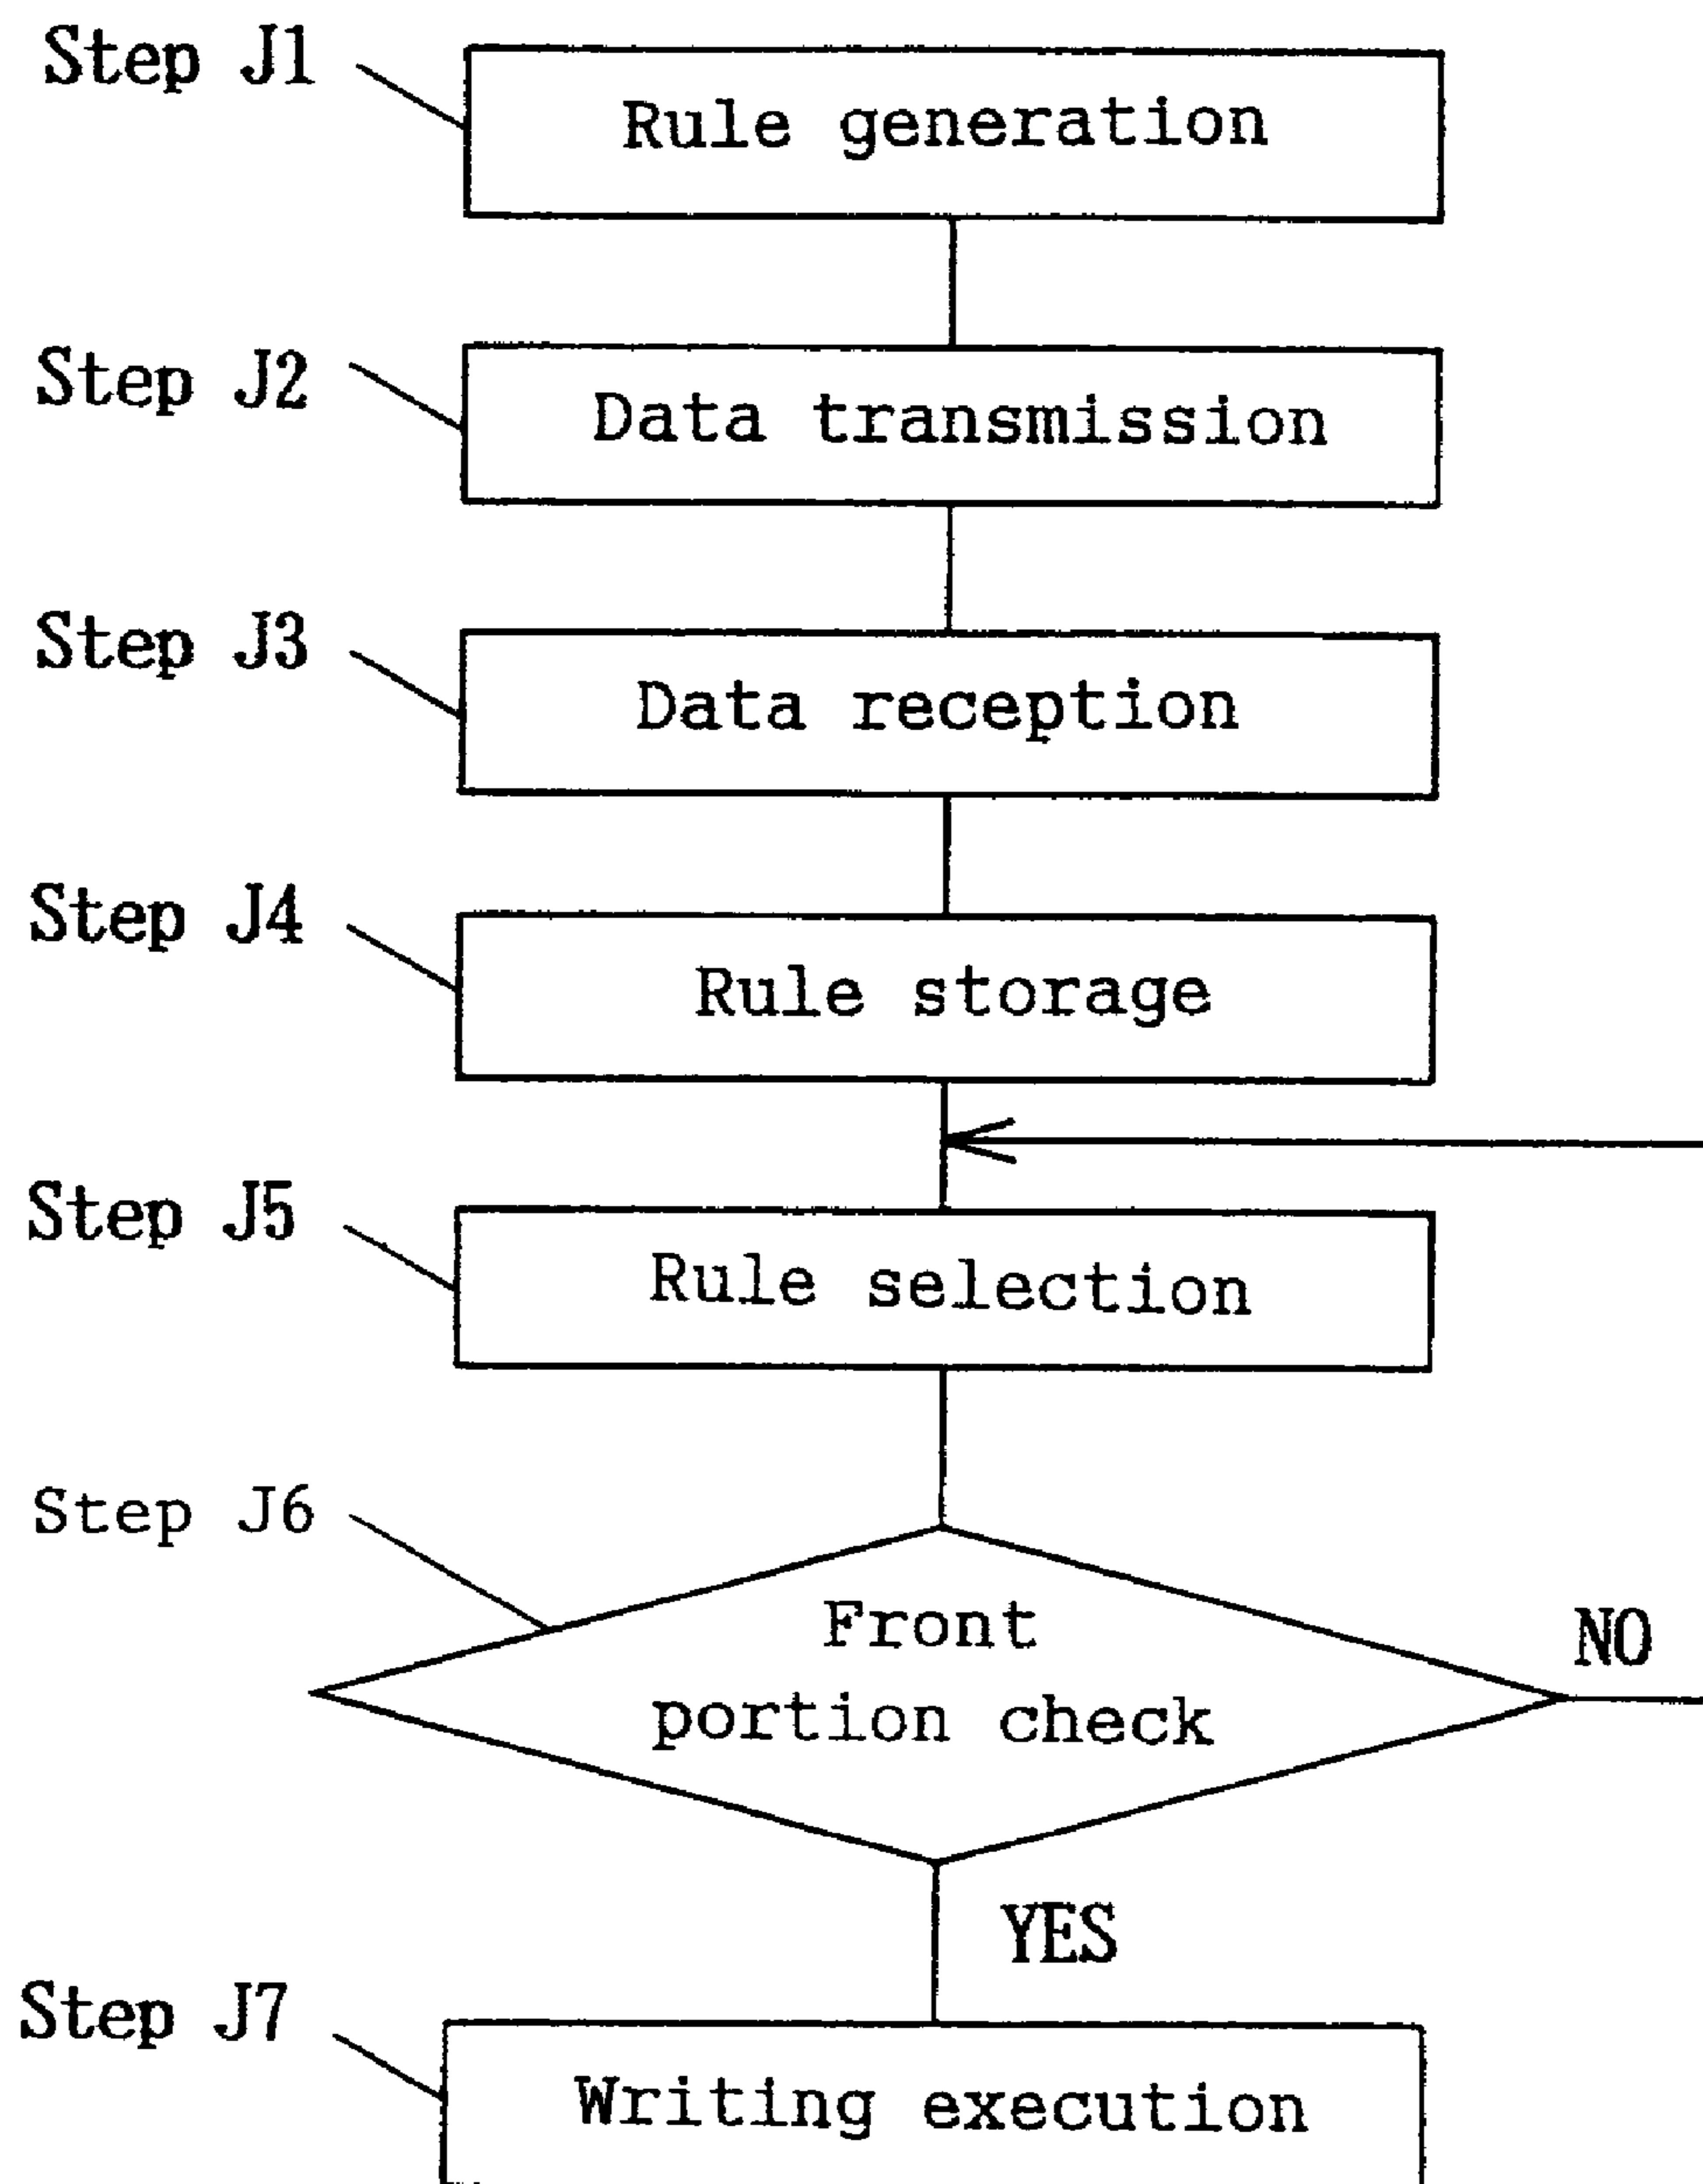 Step J1
Rule generation
Step J2
Data transmission
Step J3
Data reception
Step J4
Rule storage
Step J5
Rule selection
Step J6
Front
portion check
NO
YES
Step J7
Writing execution